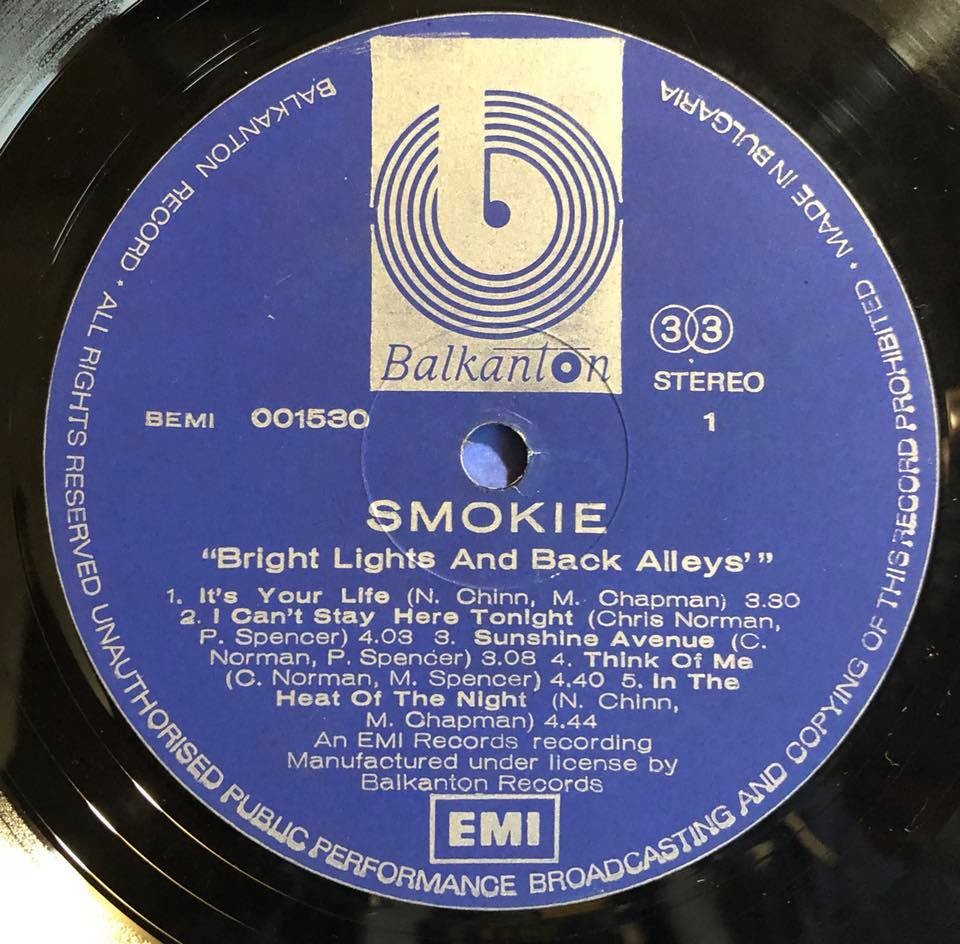 Balkanton
33
STEREO
BEMI 001530
1
SMOKIE
“Bright Lights And Back Alleys’”
1. It's Your Life (N. Chinn, M. Chapman) 3.30
2. I Can't Stay Here Tonight (Chris Norman,
P. Spencer) 4.03 3. Sunshine Avenue (C.
Norman, P. Spencer) 3.08 4. Think Of Me
(C. Norman, M. Spencer) 4.40 5. In The
Heat Of The Night (N. Chinn,
M. Chapman) 4.44
An EMI Records recording
Manufactured under license by
Balkanton Records
EMI
BALKANTON RECORD · ALL RIGHTS RESERVED UNAUTHORISED PUBLIC PERFORMANCE BROADCASTING AND COPYING OF THIS RECORD PROHIBITED · MADE IN BULGARIA